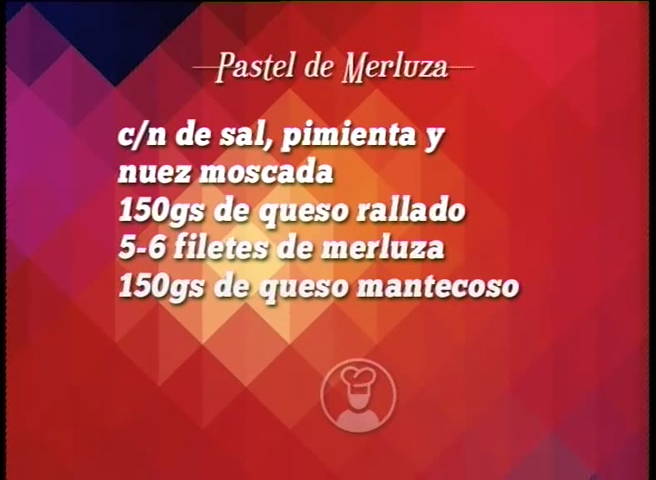 Pastel de Merluza
c/n de sal, pimienta y
nuez moscada
150gs de queso rallado
5-6 filetes de merluza
150gs de queso mantecoso